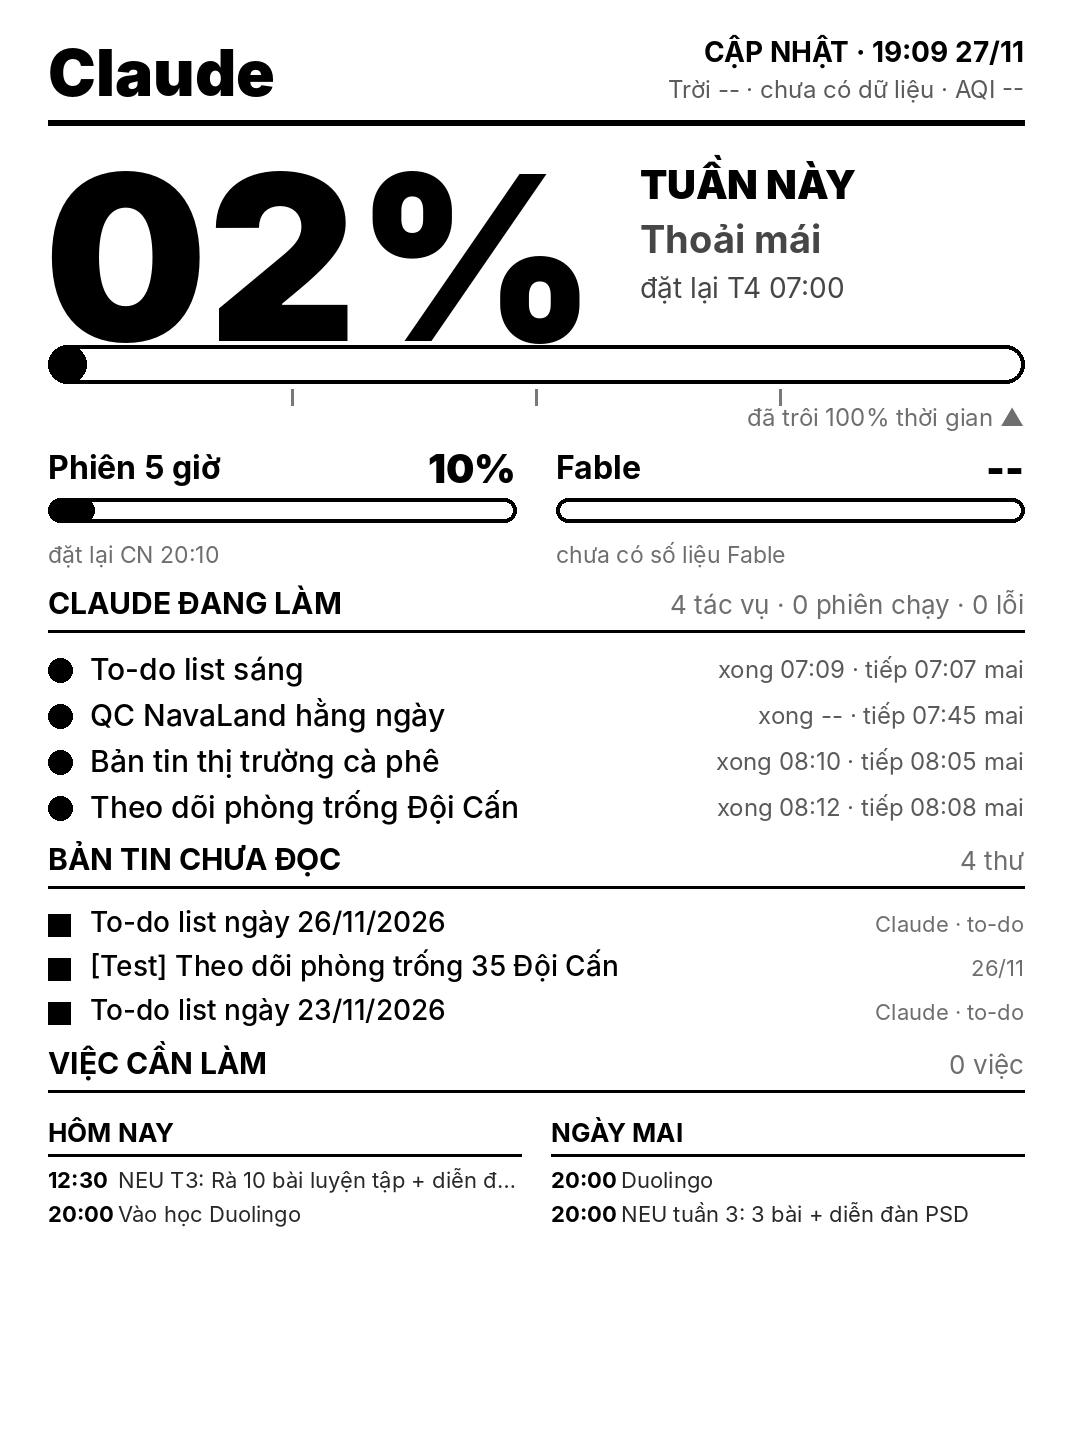 Claude
CẬP NHẬT · 19:09 27/11
Trời -- · chưa có dữ liệu · AQI --
02%
TUẦN NÀY
Thoải mái
đặt lại T4 07:00
đã trôi 100% thời gian ▲
Phiên 5 giờ 10%
đặt lại CN 20:10
Fable --
chưa có số liệu Fable
CLAUDE ĐANG LÀM 4 tác vụ · 0 phiên chạy · 0 lỗi
To-do list sáng xong 07:09 · tiếp 07:07 mai
QC NavaLand hằng ngày xong -- · tiếp 07:45 mai
Bản tin thị trường cà phê xong 08:10 · tiếp 08:05 mai
Theo dõi phòng trống Đội Cấn xong 08:12 · tiếp 08:08 mai
BẢN TIN CHƯA ĐỌC 4 thư
To-do list ngày 26/11/2026 Claude · to-do
[Test] Theo dõi phòng trống 35 Đội Cấn 26/11
To-do list ngày 23/11/2026 Claude · to-do
VIỆC CẦN LÀM 0 việc
HÔM NAY
12:30 NEU T3: Rà 10 bài luyện tập + diễn đ...
20:00 Vào học Duolingo
NGÀY MAI
20:00 Duolingo
20:00 NEU tuần 3: 3 bài + diễn đàn PSD